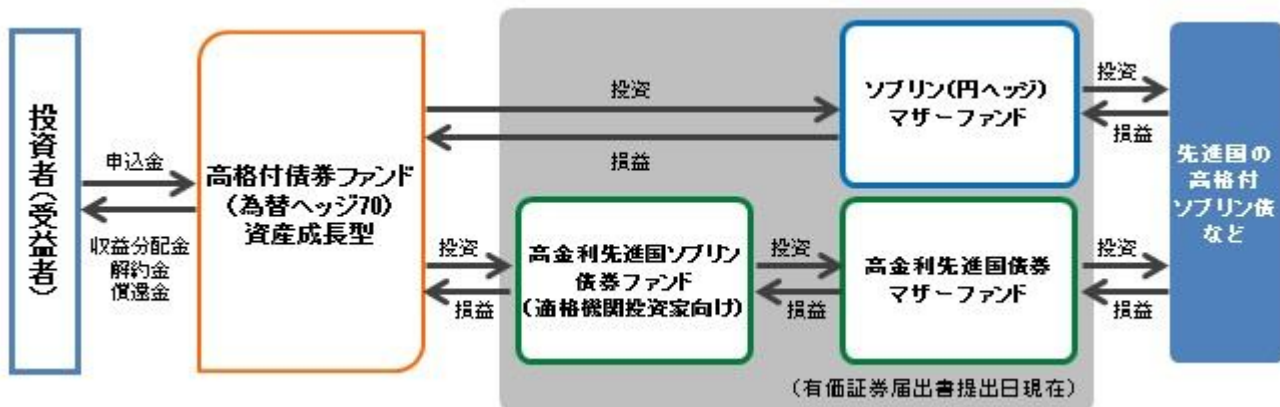 投資者(受益者)
申込金
収益分配金
解約金
償還金
高格付債券ファンド
(為替ヘッジ70)
資産成長型
投資
損益
投資
損益
高金利先進国ソブリン
債券ファンド
(適格機関投資家向け)
投資
損益
ソブリン(円ヘッジ)
マザーファンド
高金利先進国債券
マザーファンド
投資
損益
投資
損益
先進国の
高格付
ソブリン債
など
(有価証券届出書提出日現在)